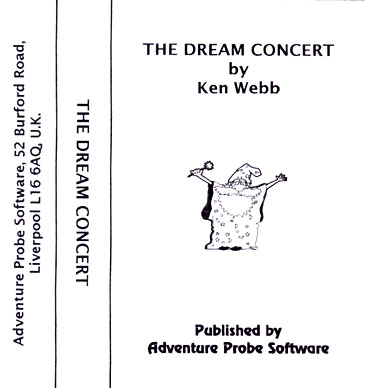 Adventure Probe Software, 52 Burford Road,
Liverpool L16 6AQ, U.K.
THE DREAM CONCERT
THE DREAM CONCERT
by
Ken Webb
Published by
Adventure Probe Software